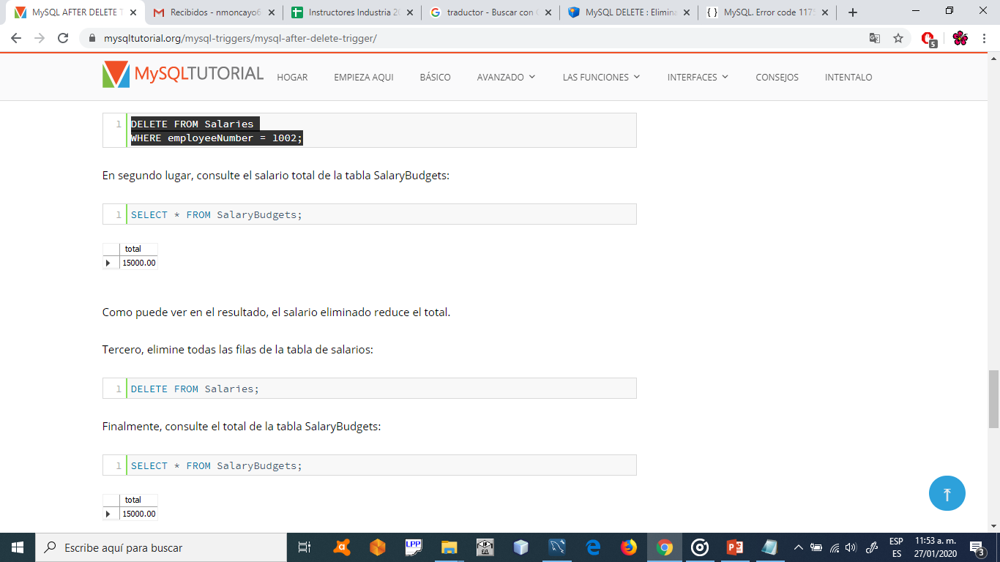 MySQL AFTER DELETE T
Recibidos - nmoncayo6
Instructores Industria 20
traductor - Buscar con G
MySQL DELETE : Elimina
{ } MySQL. Error code 1175
mysqltutorial.org/mysql-triggers/mysql-after-delete-trigger/
5
MySQLTUTORIAL
HOGAR
EMPIEZA AQUI
BÁSICO
AVANZADO
LAS FUNCIONES
INTERFACES
CONSEJOS
INTENTALO
1 DELETE FROM Salaries
WHERE employeeNumber = 1002;
En segundo lugar, consulte el salario total de la tabla SalaryBudgets:
1 SELECT * FROM SalaryBudgets;
total
15000.00
Como puede ver en el resultado, el salario eliminado reduce el total.
Tercero, elimine todas las filas de la tabla de salarios:
1 DELETE FROM Salaries;
Finalmente, consulte el total de la tabla SalaryBudgets:
1 SELECT * FROM SalaryBudgets;
total
15000.00
Escribe aquí para buscar
LPP
ESP
ES
11:53 a. m.
27/01/2020
3